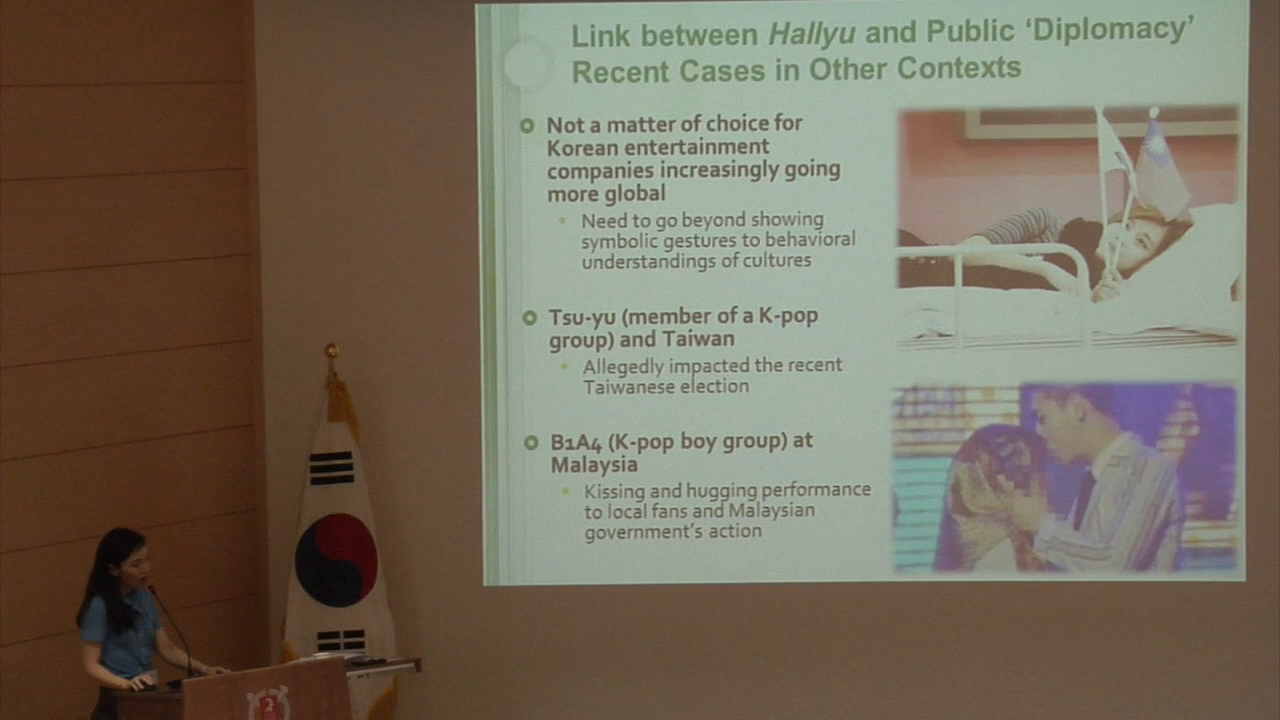 Link between Hallyu and Public ‘Diplomacy’
Recent Cases in Other Contexts
Not a matter of choice for
Korean entertainment
companies increasingly going
more global
Need to go beyond showing
symbolic gestures to behavioral
understandings of cultures
Tsu-yu (member of a K-pop
group) and Taiwan
Allegedly impacted the recent
Taiwanese election
B1A4 (K-pop boy group) at
Malaysia
Kissing and hugging performance
to local fans and Malaysian
government’s action